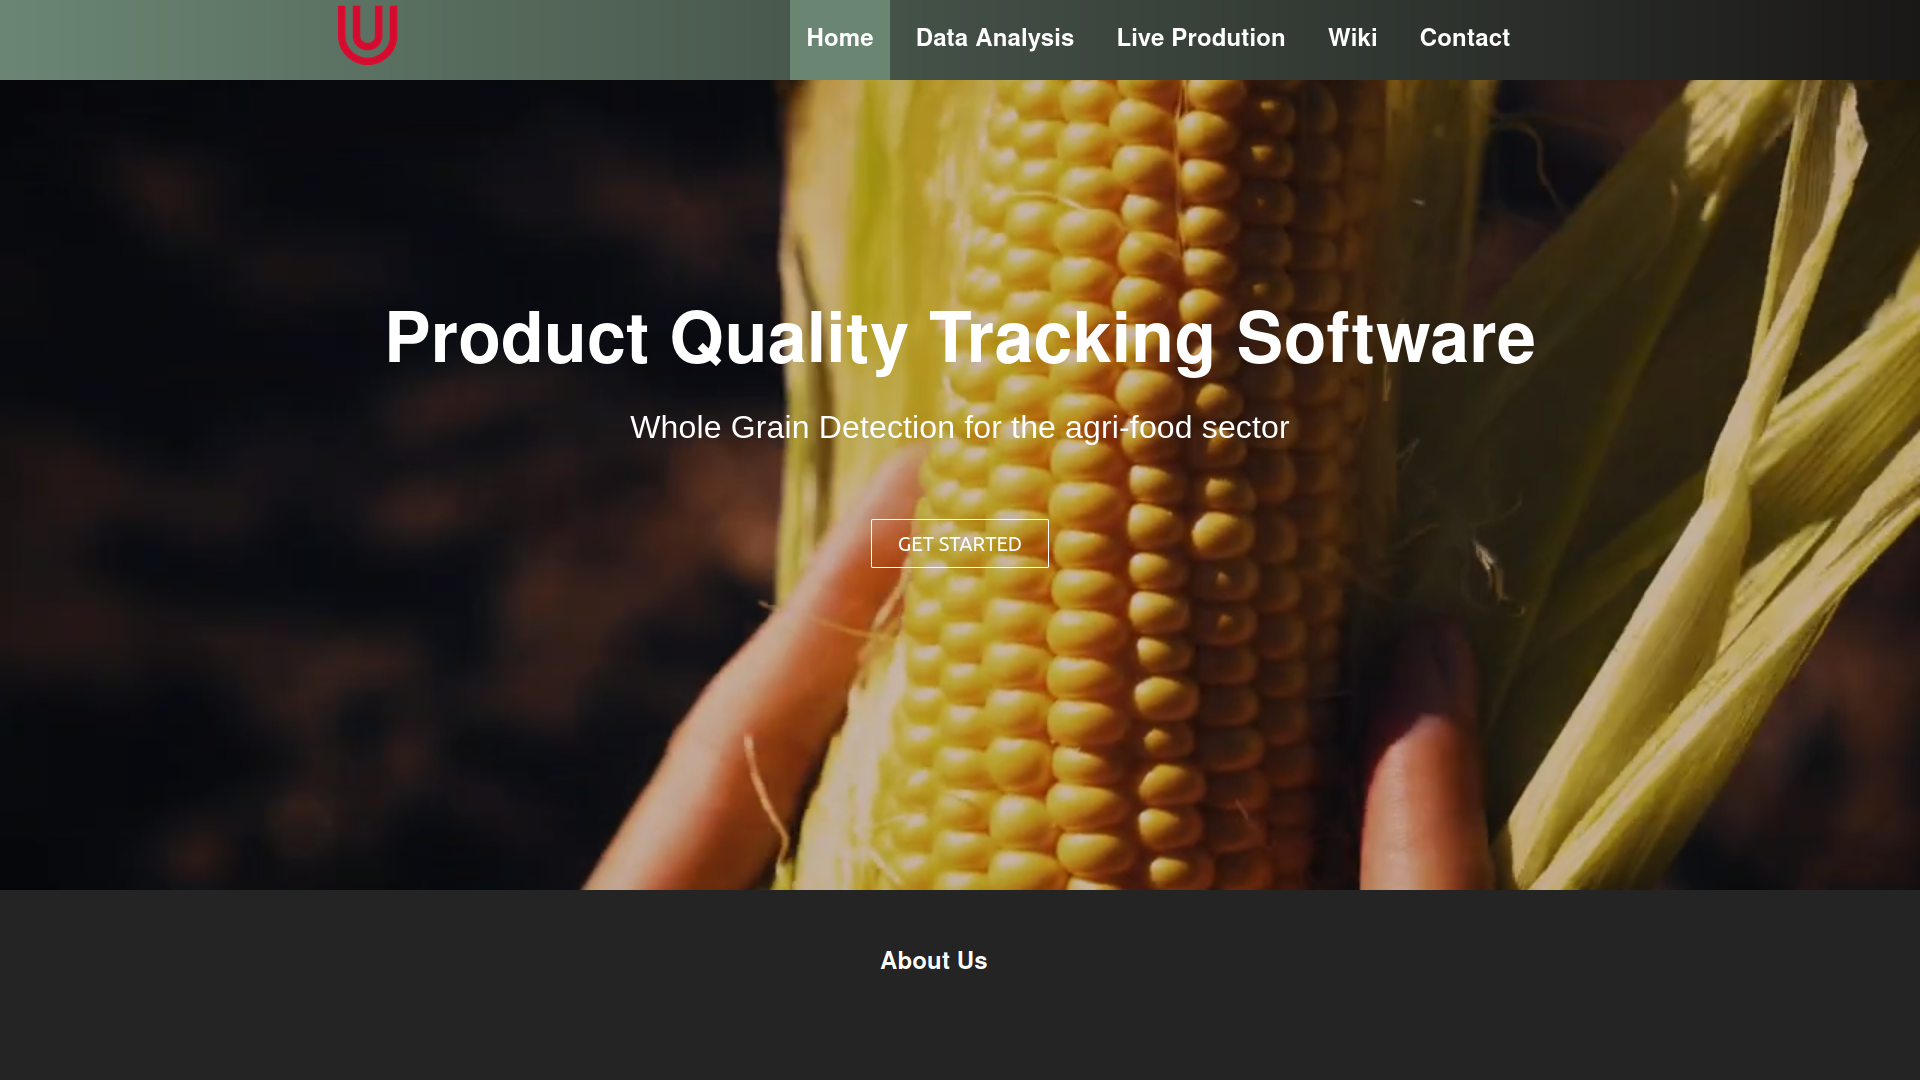 Home Data Analysis Live Prodution Wiki Contact
Product Quality Tracking Software
Whole Grain Detection for the agri-food sector
GET STARTED
About Us